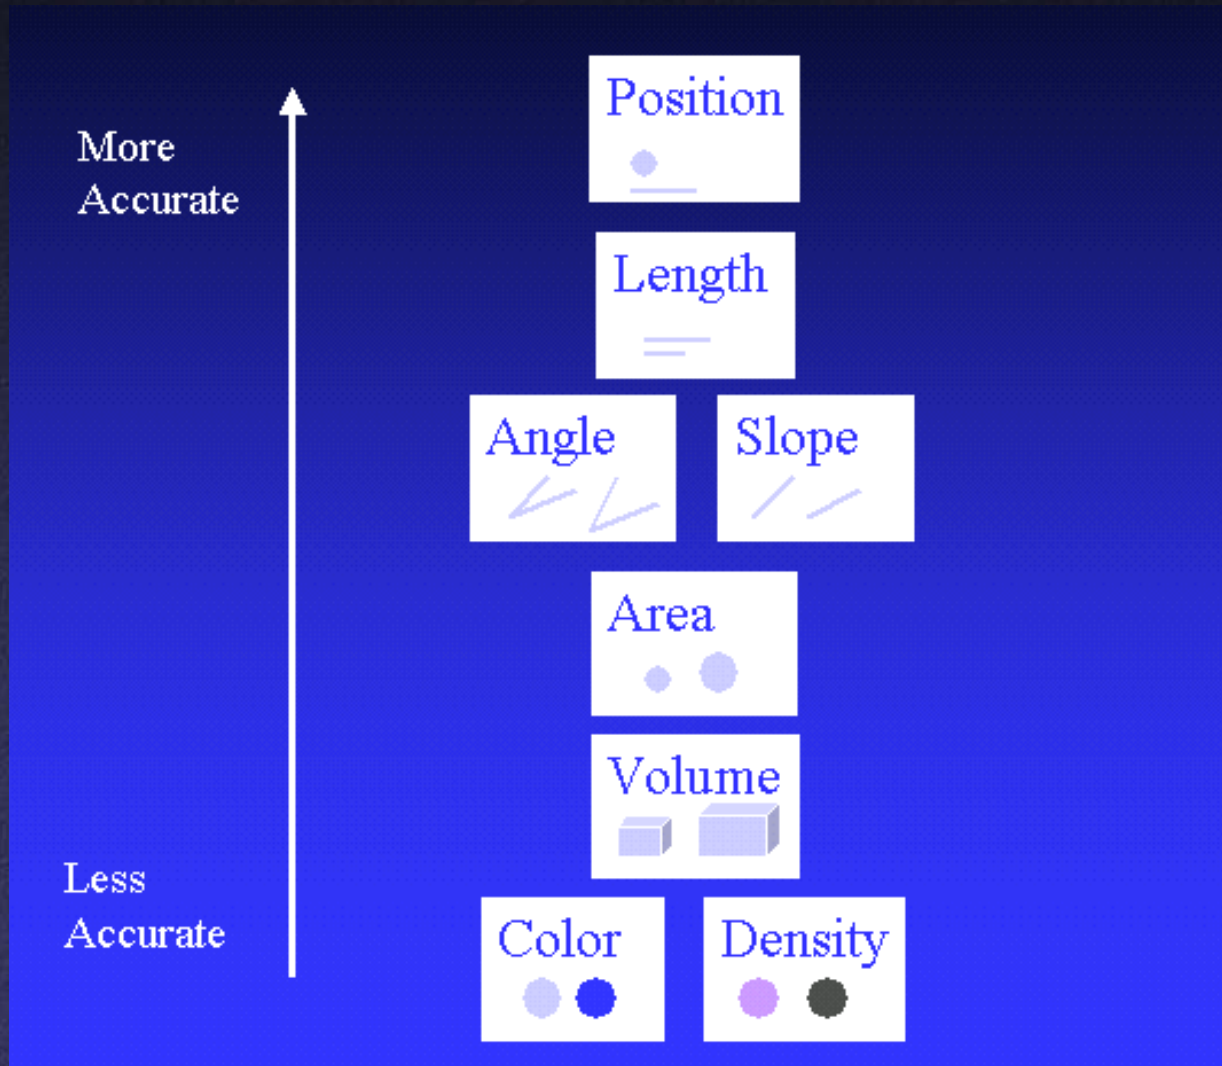 More
Accurate
Position
Length
Angle
Slope
Area
Volume
Less
Accurate
Color
Density